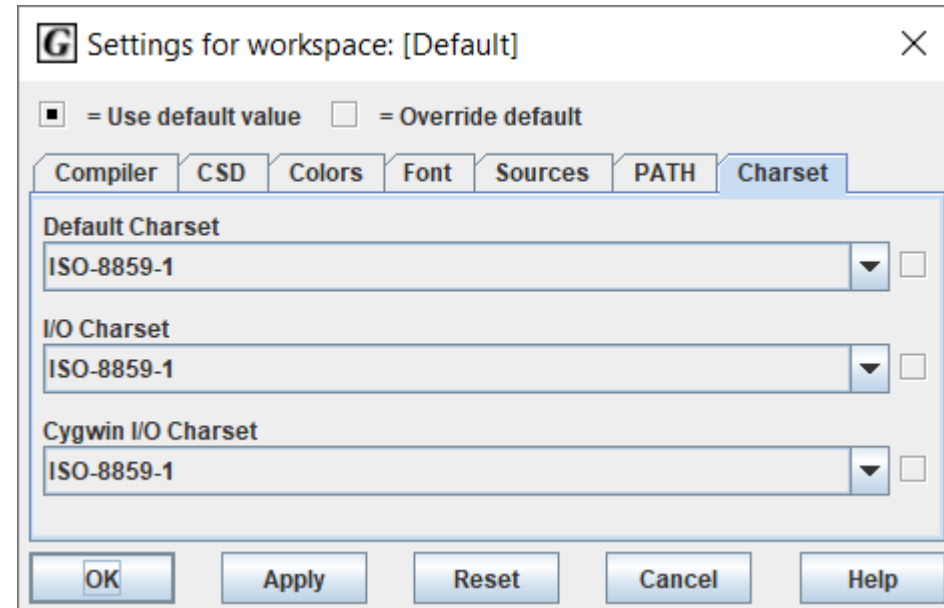 G Settings for workspace: [Default]
= Use default value = Override default
Compiler CSD Colors Font Sources PATH Charset
Default Charset
ISO-8859-1
I/O Charset
ISO-8859-1
Cygwin I/O Charset
ISO-8859-1
OK Apply Reset Cancel Help